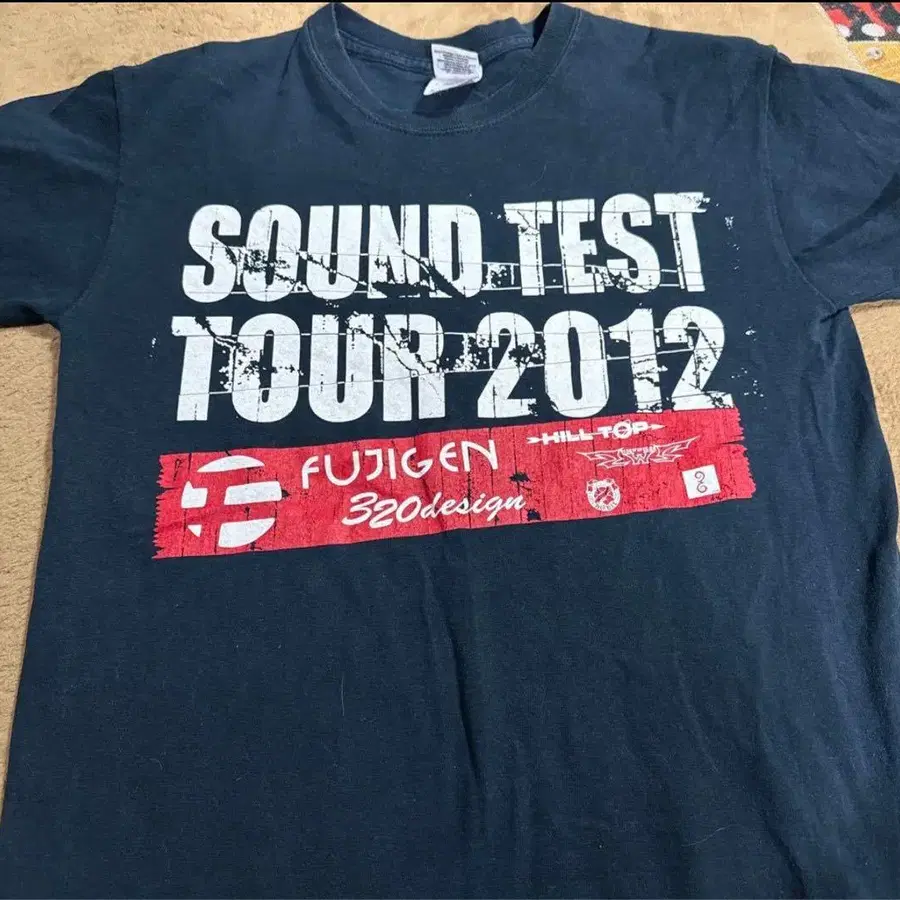 SOUND TEST
TOUR 2012
FUJIGEN
HILL TOP
320design